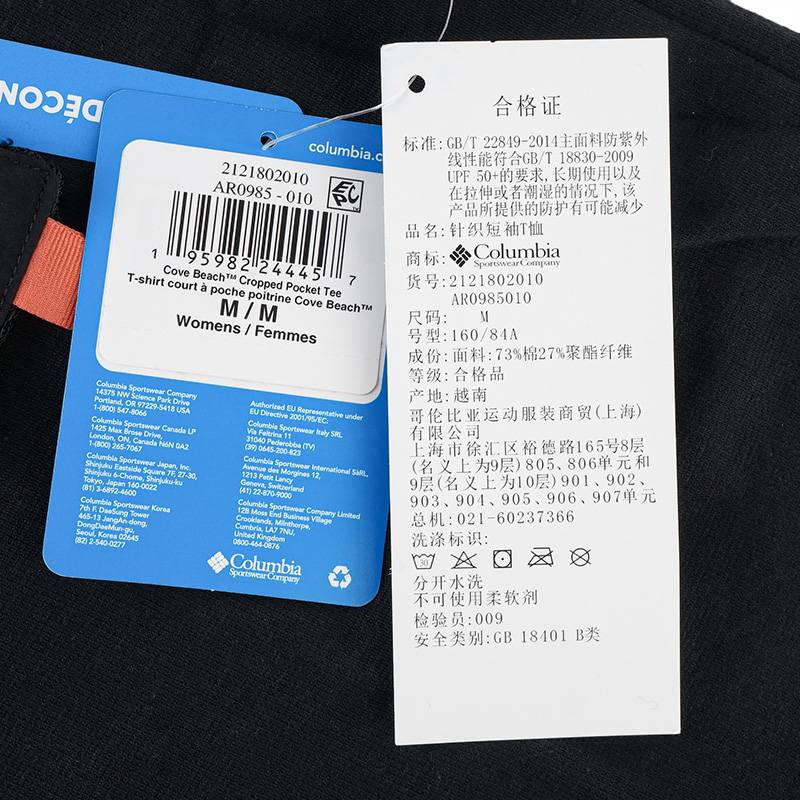 DÉCON
columbia.c
2121802010
AR0985 - 010
EPC
1 95982 24445 7
Cove Beach™ Cropped Pocket Tee
T-shirt court à poche poitrine Cove Beach™
M / M
Womens / Femmes
Columbia Sportswear Company
14375 NW Science Park Drive
Portland, OR 97229-5418 USA
1-(800) 547-8066
Columbia Sportswear Canada LP
1425 Max Brose Drive,
London, ON, Canada N6N 0A2
1-(800) 265-7067
Columbia Sportswear Japan, Inc.
Shinjuku Eastside Square 7F, 27-30,
Shinjuku 6-Chome, Shinjuku-ku
Tokyo, Japan 160-0022
(81) 3-6892-4600
Columbia Sportswear Korea
7th F. DaeSung Tower
465-13 JangAn-dong,
DongDaeMun-gu,
Seoul, Korea 02645
(82) 2-540-0277
Authorized EU Representative under
EU Directive 2001/95/EC:
Columbia Sportswear Italy SRL
Via Feltrina 11
31040 Pederobba (TV)
(39) 0645-200-823
Columbia Sportswear International SàRL,
Avenue des Morgines 12,
1213 Petit Lancy
Geneva, Switzerland
(41) 22-870-9000
Columbia Sportswear Company Limited
12B Moss End Business Village
Crooklands, Milnthorpe,
Cumbria, LA7 7NU,
United Kingdom
0800-464-0876
Columbia
Sportswear Company
合格证
标准:GB/T 22849-2014主面料防紫外
线性能符合GB/T 18830-2009
UPF 50+的要求,长期使用以及
在拉伸或者潮湿的情况下,该
产品所提供的防护有可能减少
品名:针织短袖T恤
商标: Columbia
Sportswear Company
货号:2121802010
AR0985010
尺码: M
号型:160/84A
成份:面料:73%棉27%聚酯纤维
等级:合格品
产地:越南
哥伦比亚运动服装商贸(上海)
有限公司
上海市徐汇区裕德路165号8层
(名义上为9层)805、806单元和
9层(名义上为10层)901、902、
903、904、905、906、907单元
总机:021-60237366
洗涤标识:
30
分开水洗
不可使用柔软剂
检验员:009
安全类别:GB 18401 B类